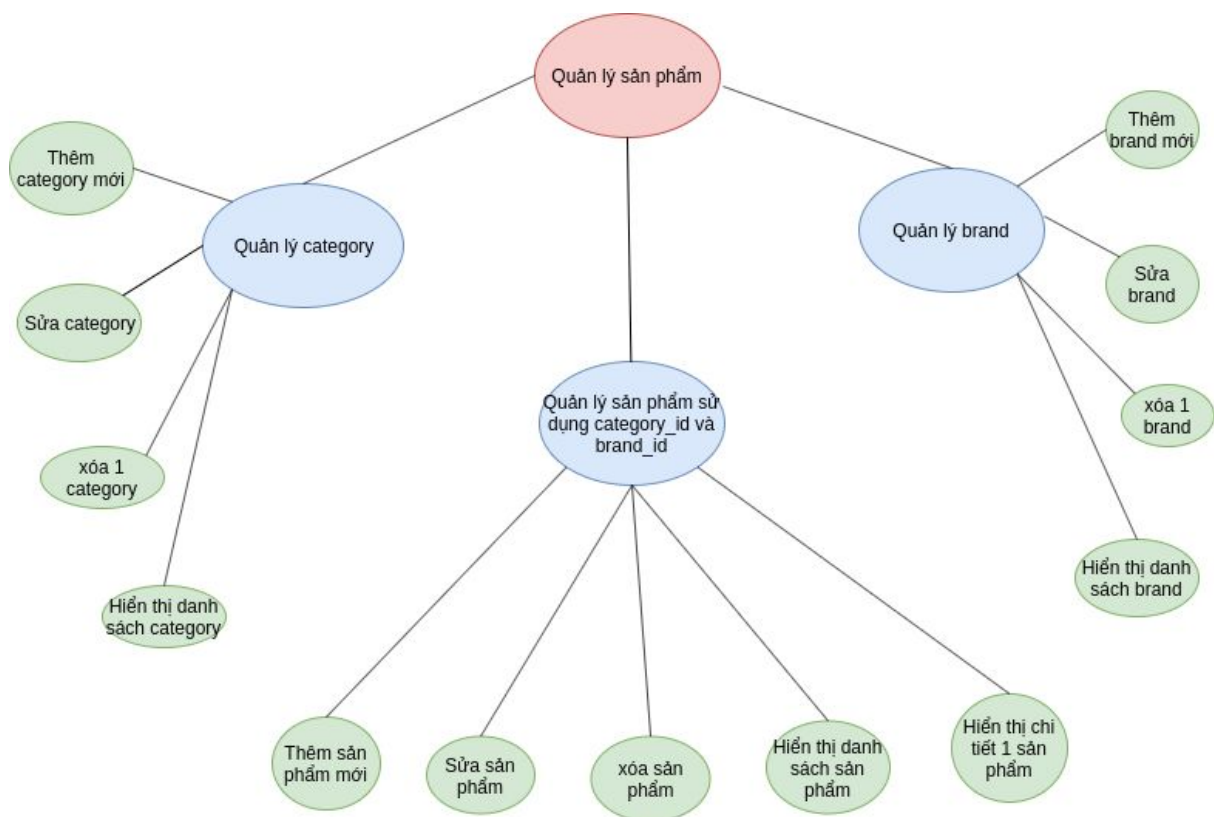 Quản lý sản phẩm
Thêm
category mới
Thêm
brand mới
Quản lý category
Quản lý brand
Sửa category
Sửa
brand
Quản lý sản phẩm sử
dụng category_id và
brand_id
xóa 1
category
xóa 1
brand
Hiển thị danh
sách category
Hiển thị danh
sách brand
Thêm sản
phẩm mới
Sửa sản
phẩm
xóa sản
phẩm
Hiển thị danh
sách sản
phẩm
Hiển thị chi
tiết 1 sản
phẩm